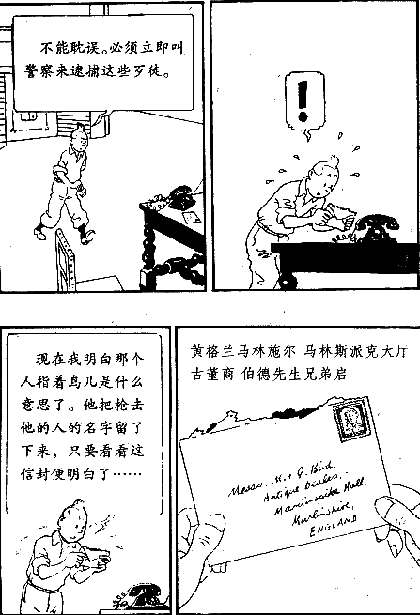 不能耽误。必须立即叫
警察来逮捕这些歹徒。
!
现在我明白那个
人指着鸟儿是什么
意思了。他把枪击
他的人的名字留了
下来，只要看看这
信封便明白了……
英格兰马林施尔 马林斯派克大厅
古董商 伯德先生兄弟启
Messrs. & G. Bird,
Antique Dealers,
Marlinspike Hall,
Marlinshire,
ENGLAND